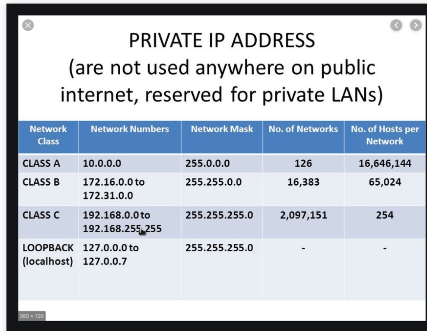 PRIVATE IP ADDRESS
(are not used anywhere on public
internet, reserved for private LANs)
Network Class Network Numbers Network Mask No. of Networks No. of Hosts per Network
CLASS A 10.0.0.0 255.0.0.0 126 16,646,144
CLASS B 172.16.0.0 to 172.31.0.0 255.255.0.0 16,383 65,024
CLASS C 192.168.0.0 to 192.168.255.255 255.255.255.0 2,097,151 254
LOOPBACK (localhost) 127.0.0.0 to 127.0.0.7 255.255.255.0 - -
960 × 720